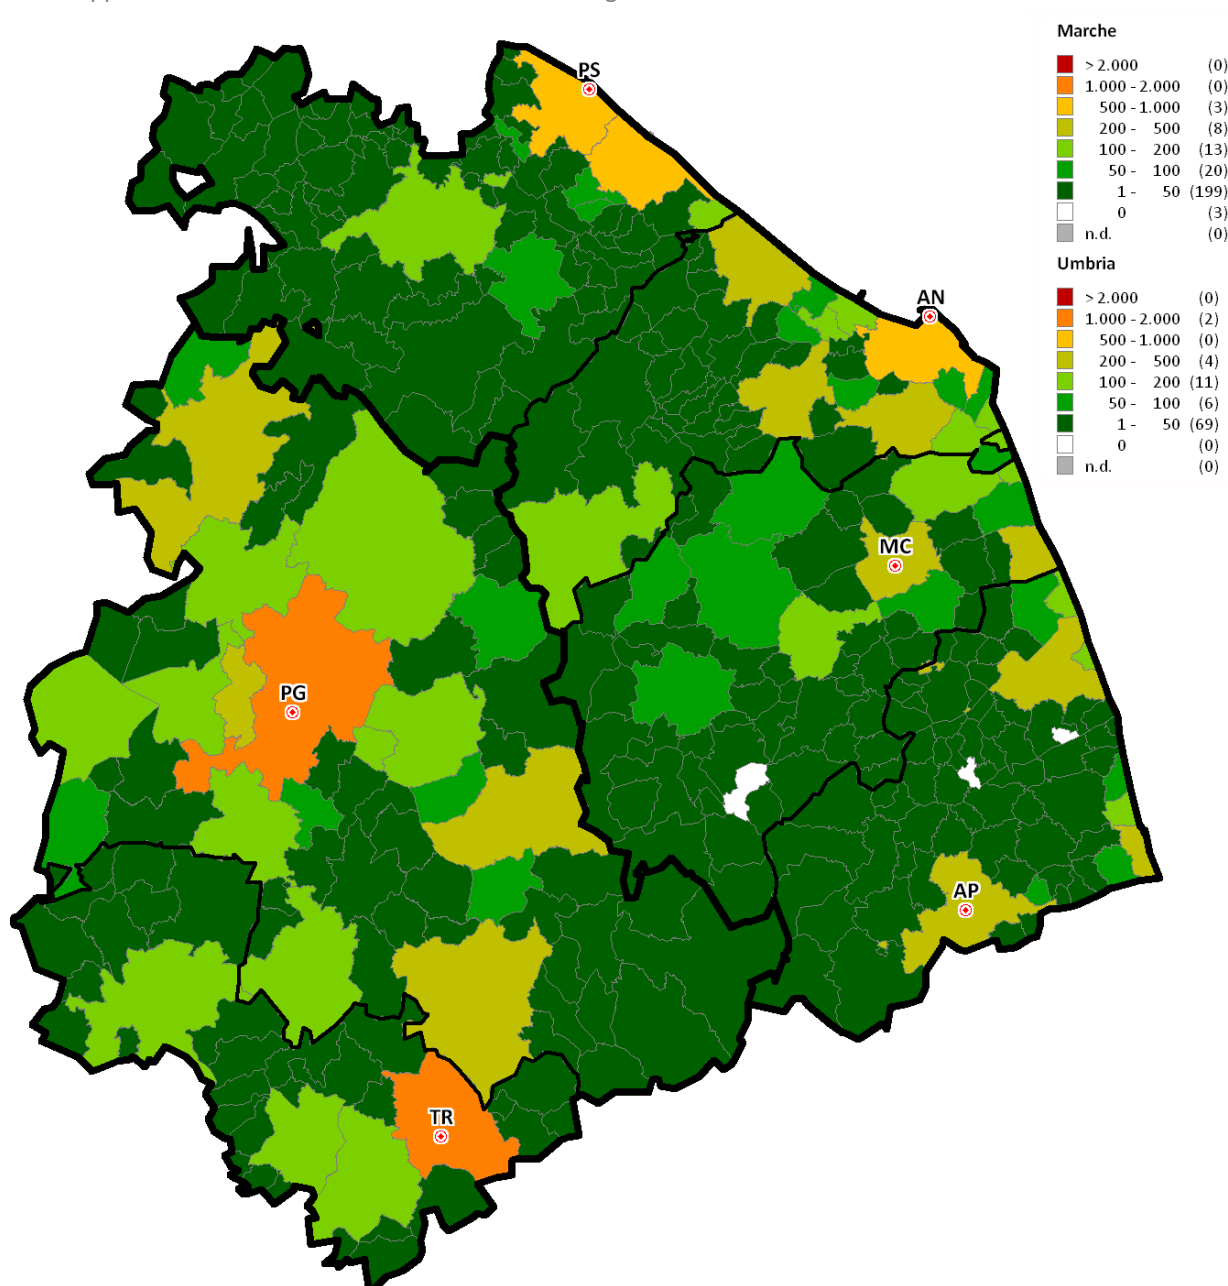 Marche
> 2.000 (0)
1.000 - 2.000 (0)
500 - 1.000 (3)
200 - 500 (8)
100 - 200 (13)
50 - 100 (20)
1 - 50 (199)
0 (3)
n.d. (0)
Umbria
> 2.000 (0)
1.000 - 2.000 (2)
500 - 1.000 (0)
200 - 500 (4)
100 - 200 (11)
50 - 100 (6)
1 - 50 (69)
0 (0)
n.d. (0)
PS
AN
MC
PG
AP
TR